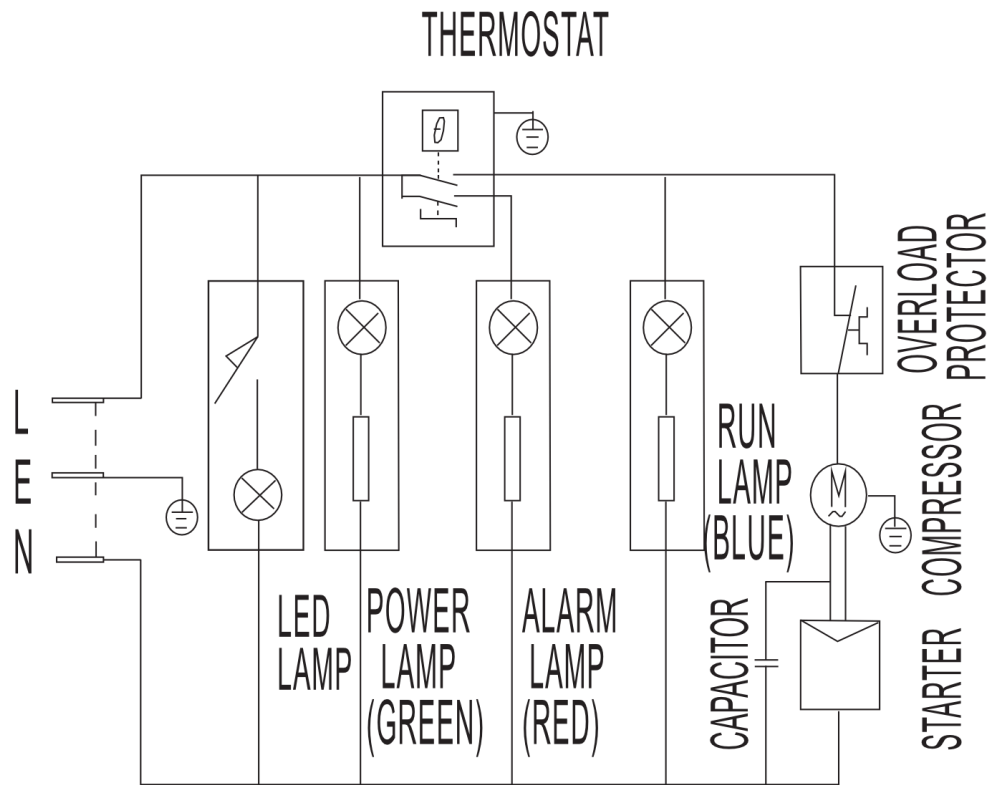 THERMOSTAT
θ
OVERLOAD
PROTECTOR
L
E
N
RUN
LAMP
(BLUE)
M
~
COMPRESSOR
LED
LAMP
POWER
LAMP
(GREEN)
ALARM
LAMP
(RED)
CAPACITOR
STARTER